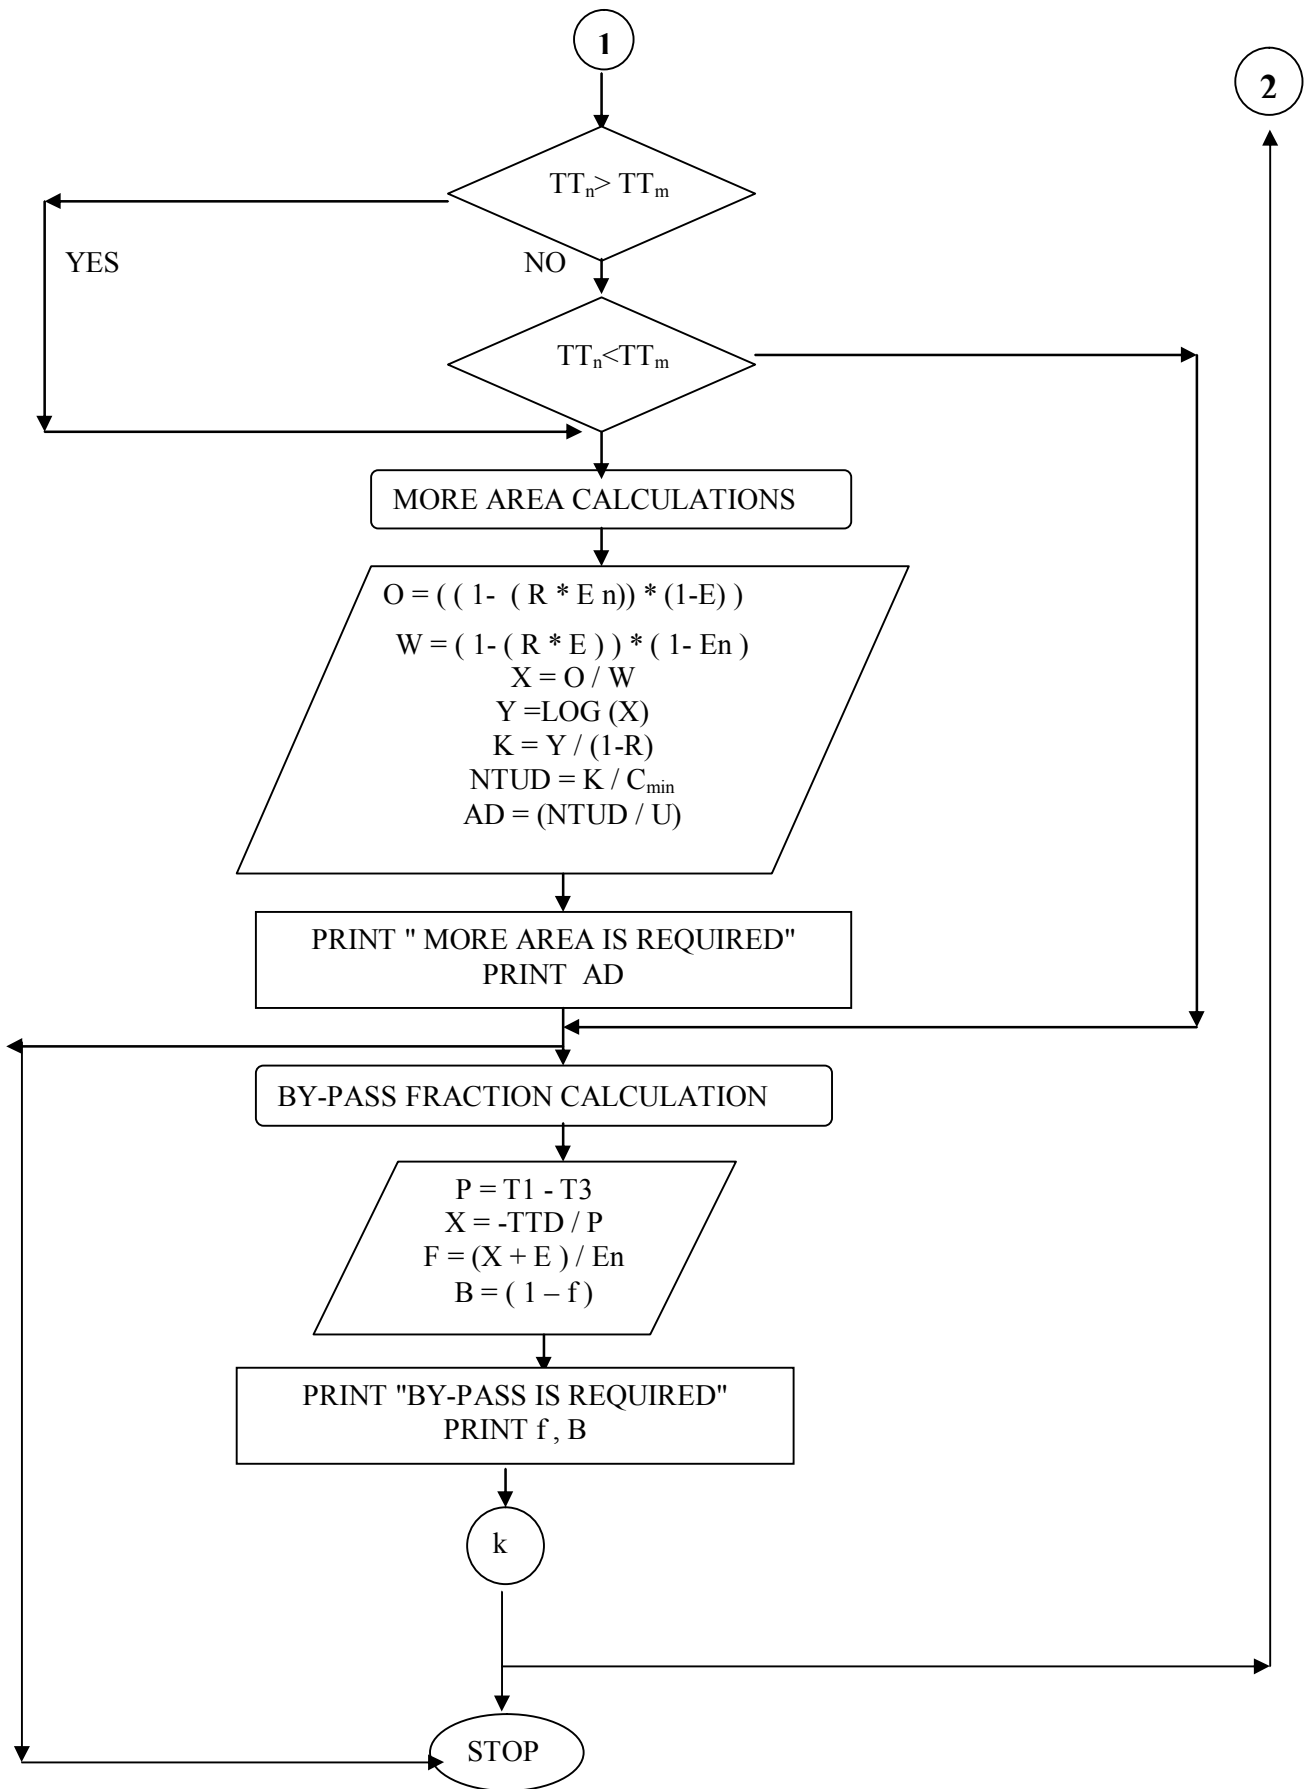 1
2
TTn> TTm
YES
NO
TTn<TTm
MORE AREA CALCULATIONS
O = ( ( 1- ( R * E n)) * (1-E) )
W = ( 1- ( R * E ) ) * ( 1- En )
X = O / W
Y =LOG (X)
K = Y / (1-R)
NTUD = K / Cmin
AD = (NTUD / U)
PRINT " MORE AREA IS REQUIRED"
PRINT AD
BY-PASS FRACTION CALCULATION
P = T1 - T3
X = -TTD / P
F = (X + E ) / En
B = ( 1 – f )
PRINT "BY-PASS IS REQUIRED"
PRINT f , B
k
STOP